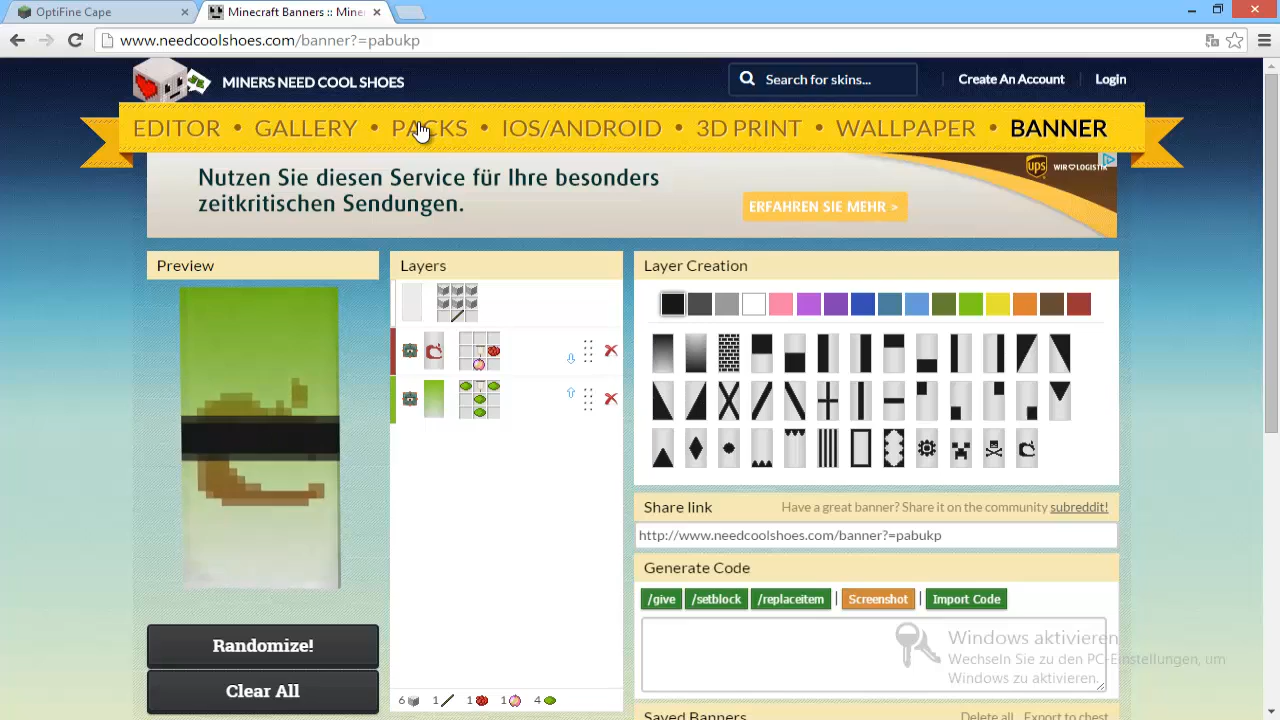 OptiFine Cape
Minecraft Banners :: Mine
www.needcoolshoes.com/banner?=pabukp
MINERS NEED COOL SHOES
Search for skins...
Create An Account
Login
EDITOR • GALLERY • PACKS • IOS/ANDROID • 3D PRINT • WALLPAPER • BANNER
Nutzen Sie diesen Service für Ihre besonders
zeitkritischen Sendungen.
ERFAHREN SIE MEHR >
ups
WIR ♥ LOGISTIK
Preview
Layers
Layer Creation
Share link
Have a great banner? Share it on the community subreddit!
http://www.needcoolshoes.com/banner?=pabukp
Generate Code
/give
/setblock
/replaceitem
|
Screenshot
|
Import Code
Randomize!
Clear All
6 1 1 1 4
Windows aktivieren
Wechseln Sie zu den PC-Einstellungen, um
Windows zu aktivieren.
Saved Banners
Delete all
Export to chest